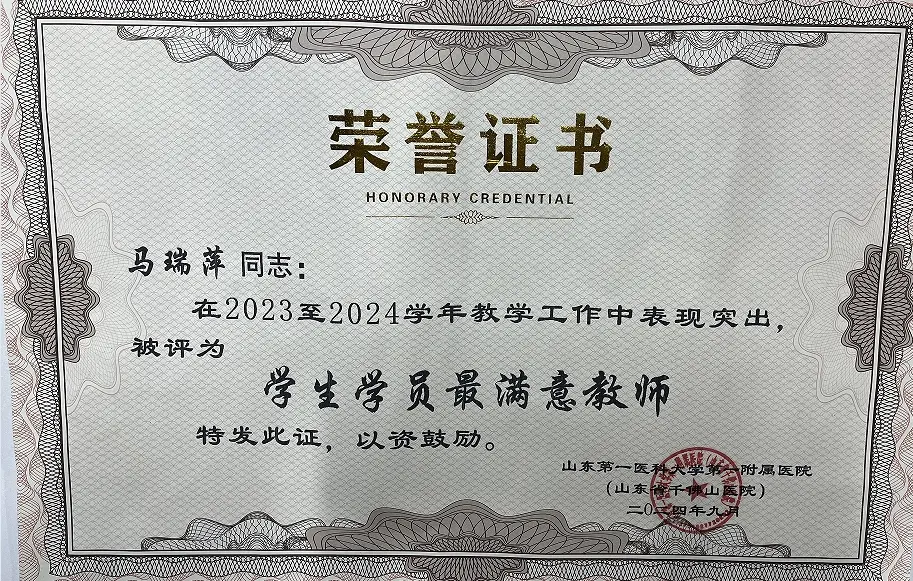 荣誉证书
HONORARY CREDENTIAL
马瑞萍 同志：
在2023至2024学年教学工作中表现突出，
被评为
学生学员最满意教师
特发此证，以资鼓励。
山东第一医科大学第一附属医院
（山东省千佛山医院）
二〇二四年九月